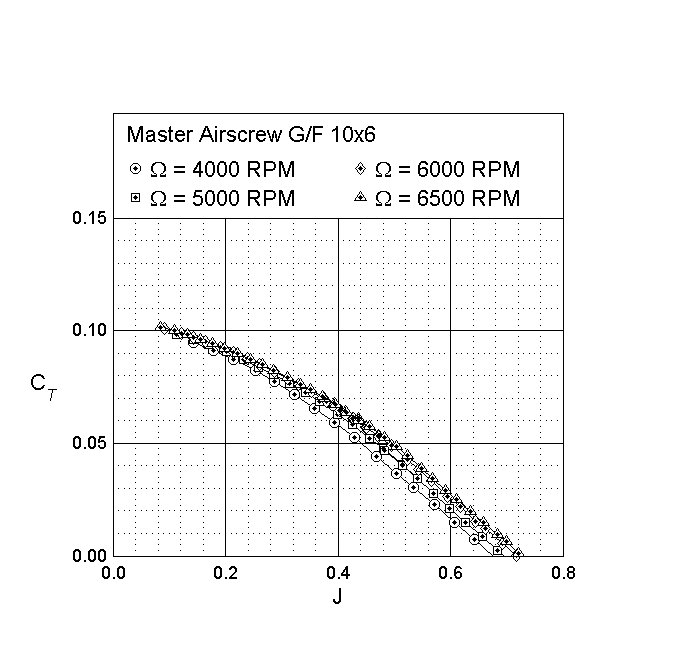 Master Airscrew G/F 10x6
Ω = 4000 RPM Ω = 6000 RPM
Ω = 5000 RPM Ω = 6500 RPM
0.15
0.10
C_T
0.05
0.00
0.0 0.2 0.4 0.6 0.8
J